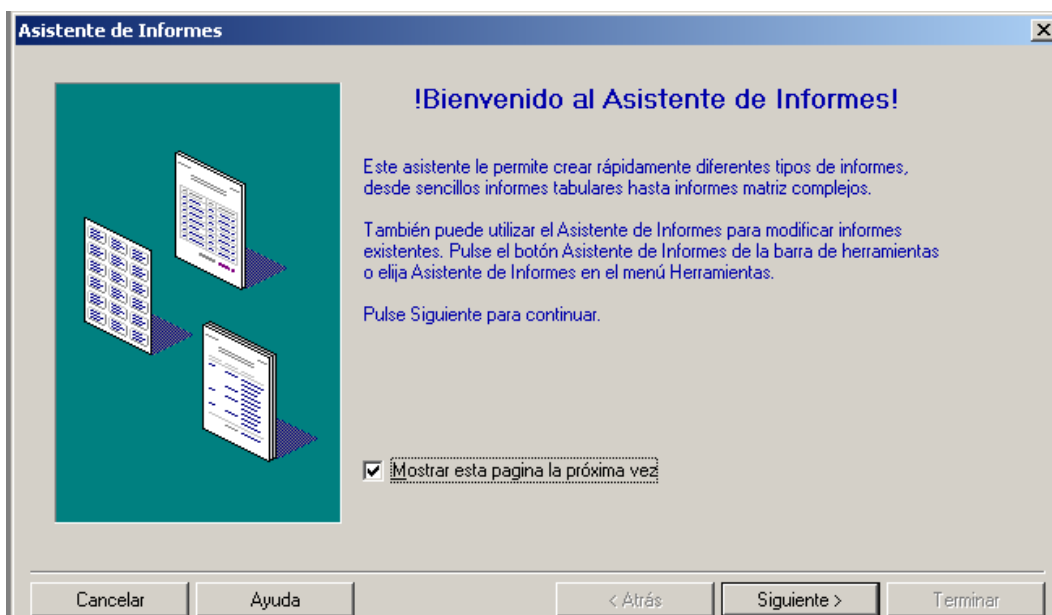 Asistente de Informes
!Bienvenido al Asistente de Informes!
Este asistente le permite crear rápidamente diferentes tipos de informes,
desde sencillos informes tabulares hasta informes matriz complejos.
También puede utilizar el Asistente de Informes para modificar informes
existentes. Pulse el botón Asistente de Informes de la barra de herramientas
o elija Asistente de Informes en el menú Herramientas.
Pulse Siguiente para continuar.
Mostrar esta pagina la próxima vez
Cancelar Ayuda < Atrás Siguiente > Terminar